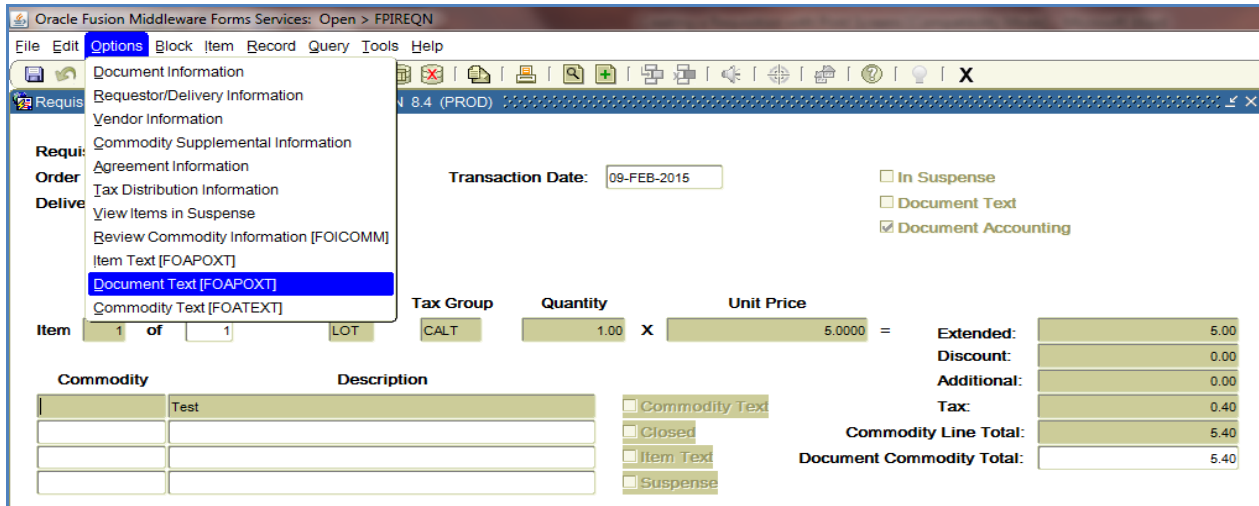 Oracle Fusion Middleware Forms Services: Open > FPIREQN
File Edit Options Block Item Record Query Tools Help
X
Document Information
Requestor/Delivery Information
Vendor Information
Commodity Supplemental Information
Agreement Information
Tax Distribution Information
View Items in Suspense
Review Commodity Information [FOICOMM]
Item Text [FOAPOXT]
Document Text [FOAPOXT]
Commodity Text [FOATEXT]
Requis N 8.4 (PROD)
Requi
Order Transaction Date: 09-FEB-2015 In Suspense
Delive Document Text
Document Accounting
Tax Group Quantity Unit Price
Item 1 of 1 LOT CALT 1.00 X 5.0000 = Extended: 5.00
Discount: 0.00
Commodity Description Additional: 0.00
Test Commodity Text Tax: 0.40
Closed Commodity Line Total: 5.40
Item Text Document Commodity Total: 5.40
Suspense